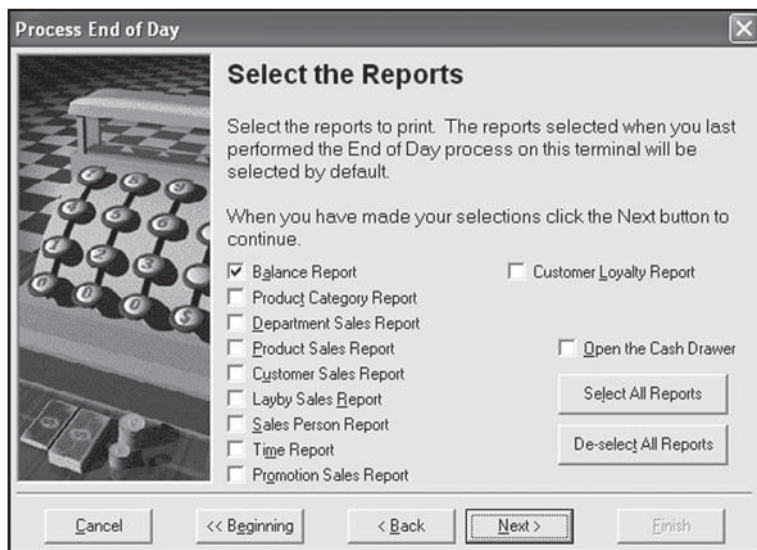 Process End of Day
Select the Reports
Select the reports to print. The reports selected when you last
performed the End of Day process on this terminal will be
selected by default.
When you have made your selections click the Next button to
continue.
Balance Report
Product Category Report
Department Sales Report
Product Sales Report
Customer Sales Report
Layby Sales Report
Sales Person Report
Time Report
Promotion Sales Report
Customer Loyalty Report
Open the Cash Drawer
Select All Reports
De-select All Reports
Cancel
<< Beginning
< Back
Next >
Finish